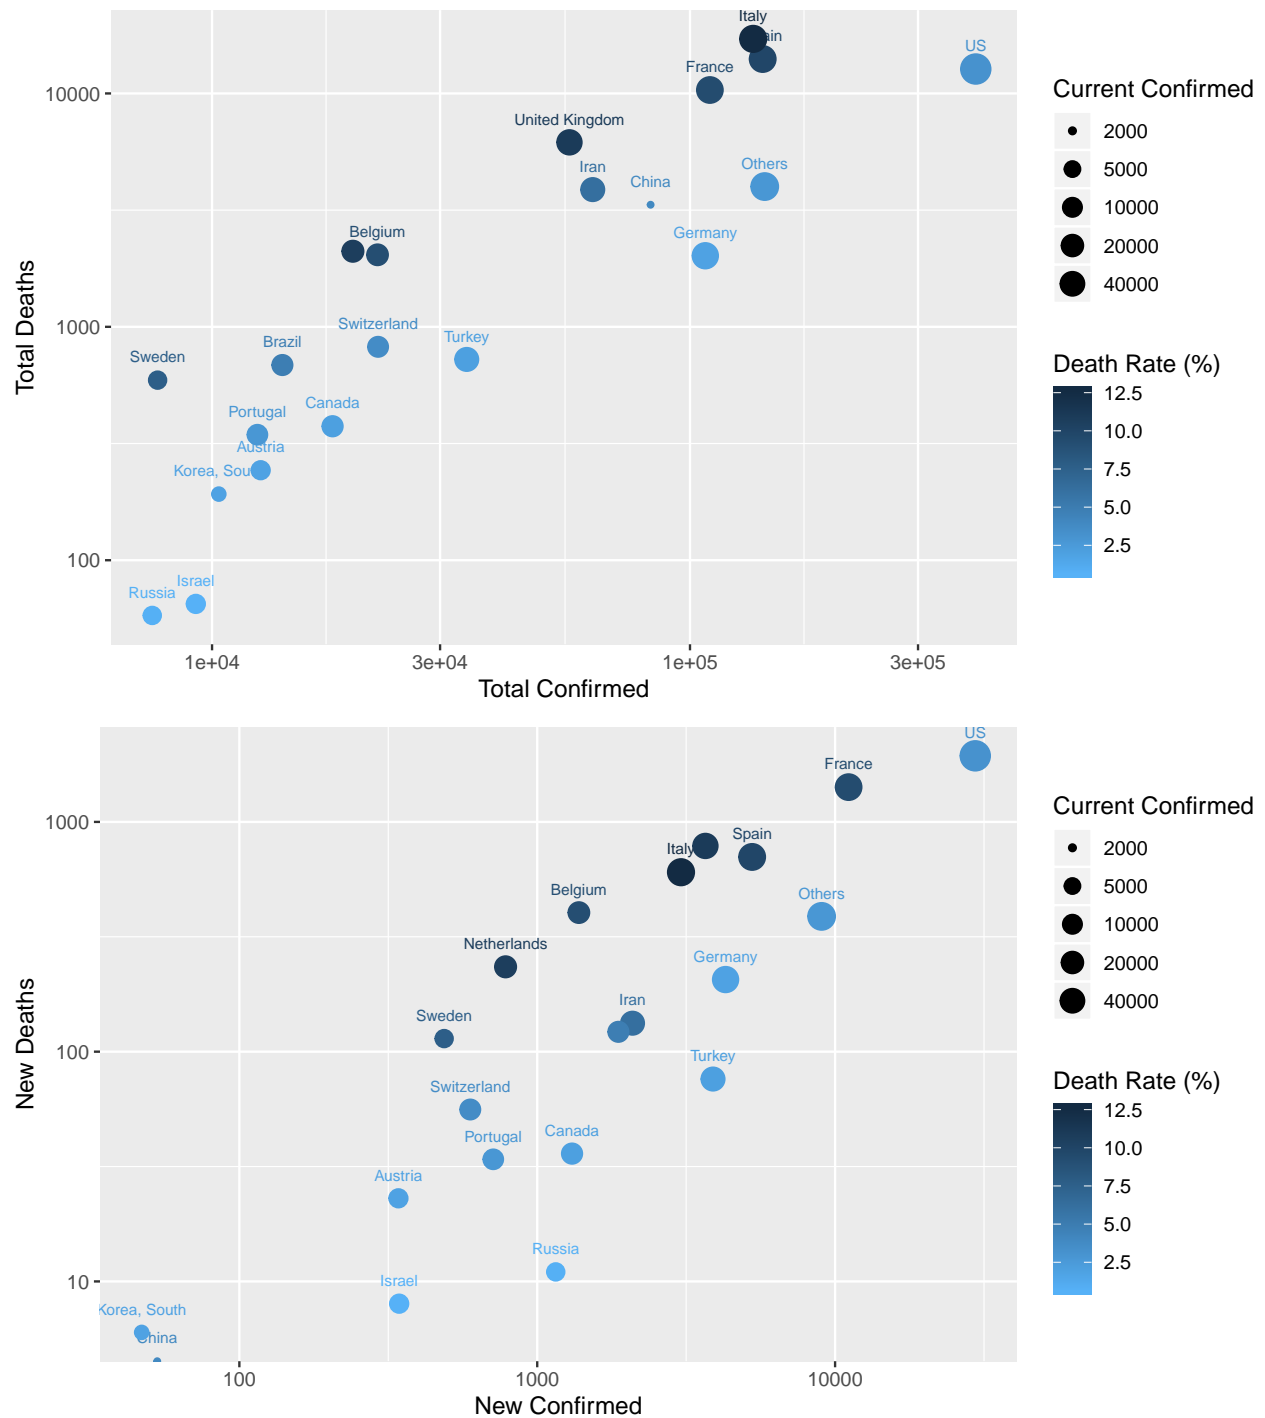 Italy
ain
US
France
United Kingdom
Iran
China
Others
Germany
Belgium
Switzerland
Turkey
Brazil
Sweden
Canada
Portugal
Austria
Korea, Sou
Israel
Russia
10000
1000
100
Total Deaths
1e+04
3e+04
1e+05
3e+05
Total Confirmed
Current Confirmed
2000
5000
10000
20000
40000
Death Rate (%)
12.5
10.0
7.5
5.0
2.5
US
France
Spain
Italy
Belgium
Others
Netherlands
Germany
Iran
Sweden
Turkey
Switzerland
Canada
Portugal
Austria
Russia
Israel
Korea, South
China
1000
100
10
New Deaths
100
1000
10000
New Confirmed
Current Confirmed
2000
5000
10000
20000
40000
Death Rate (%)
12.5
10.0
7.5
5.0
2.5